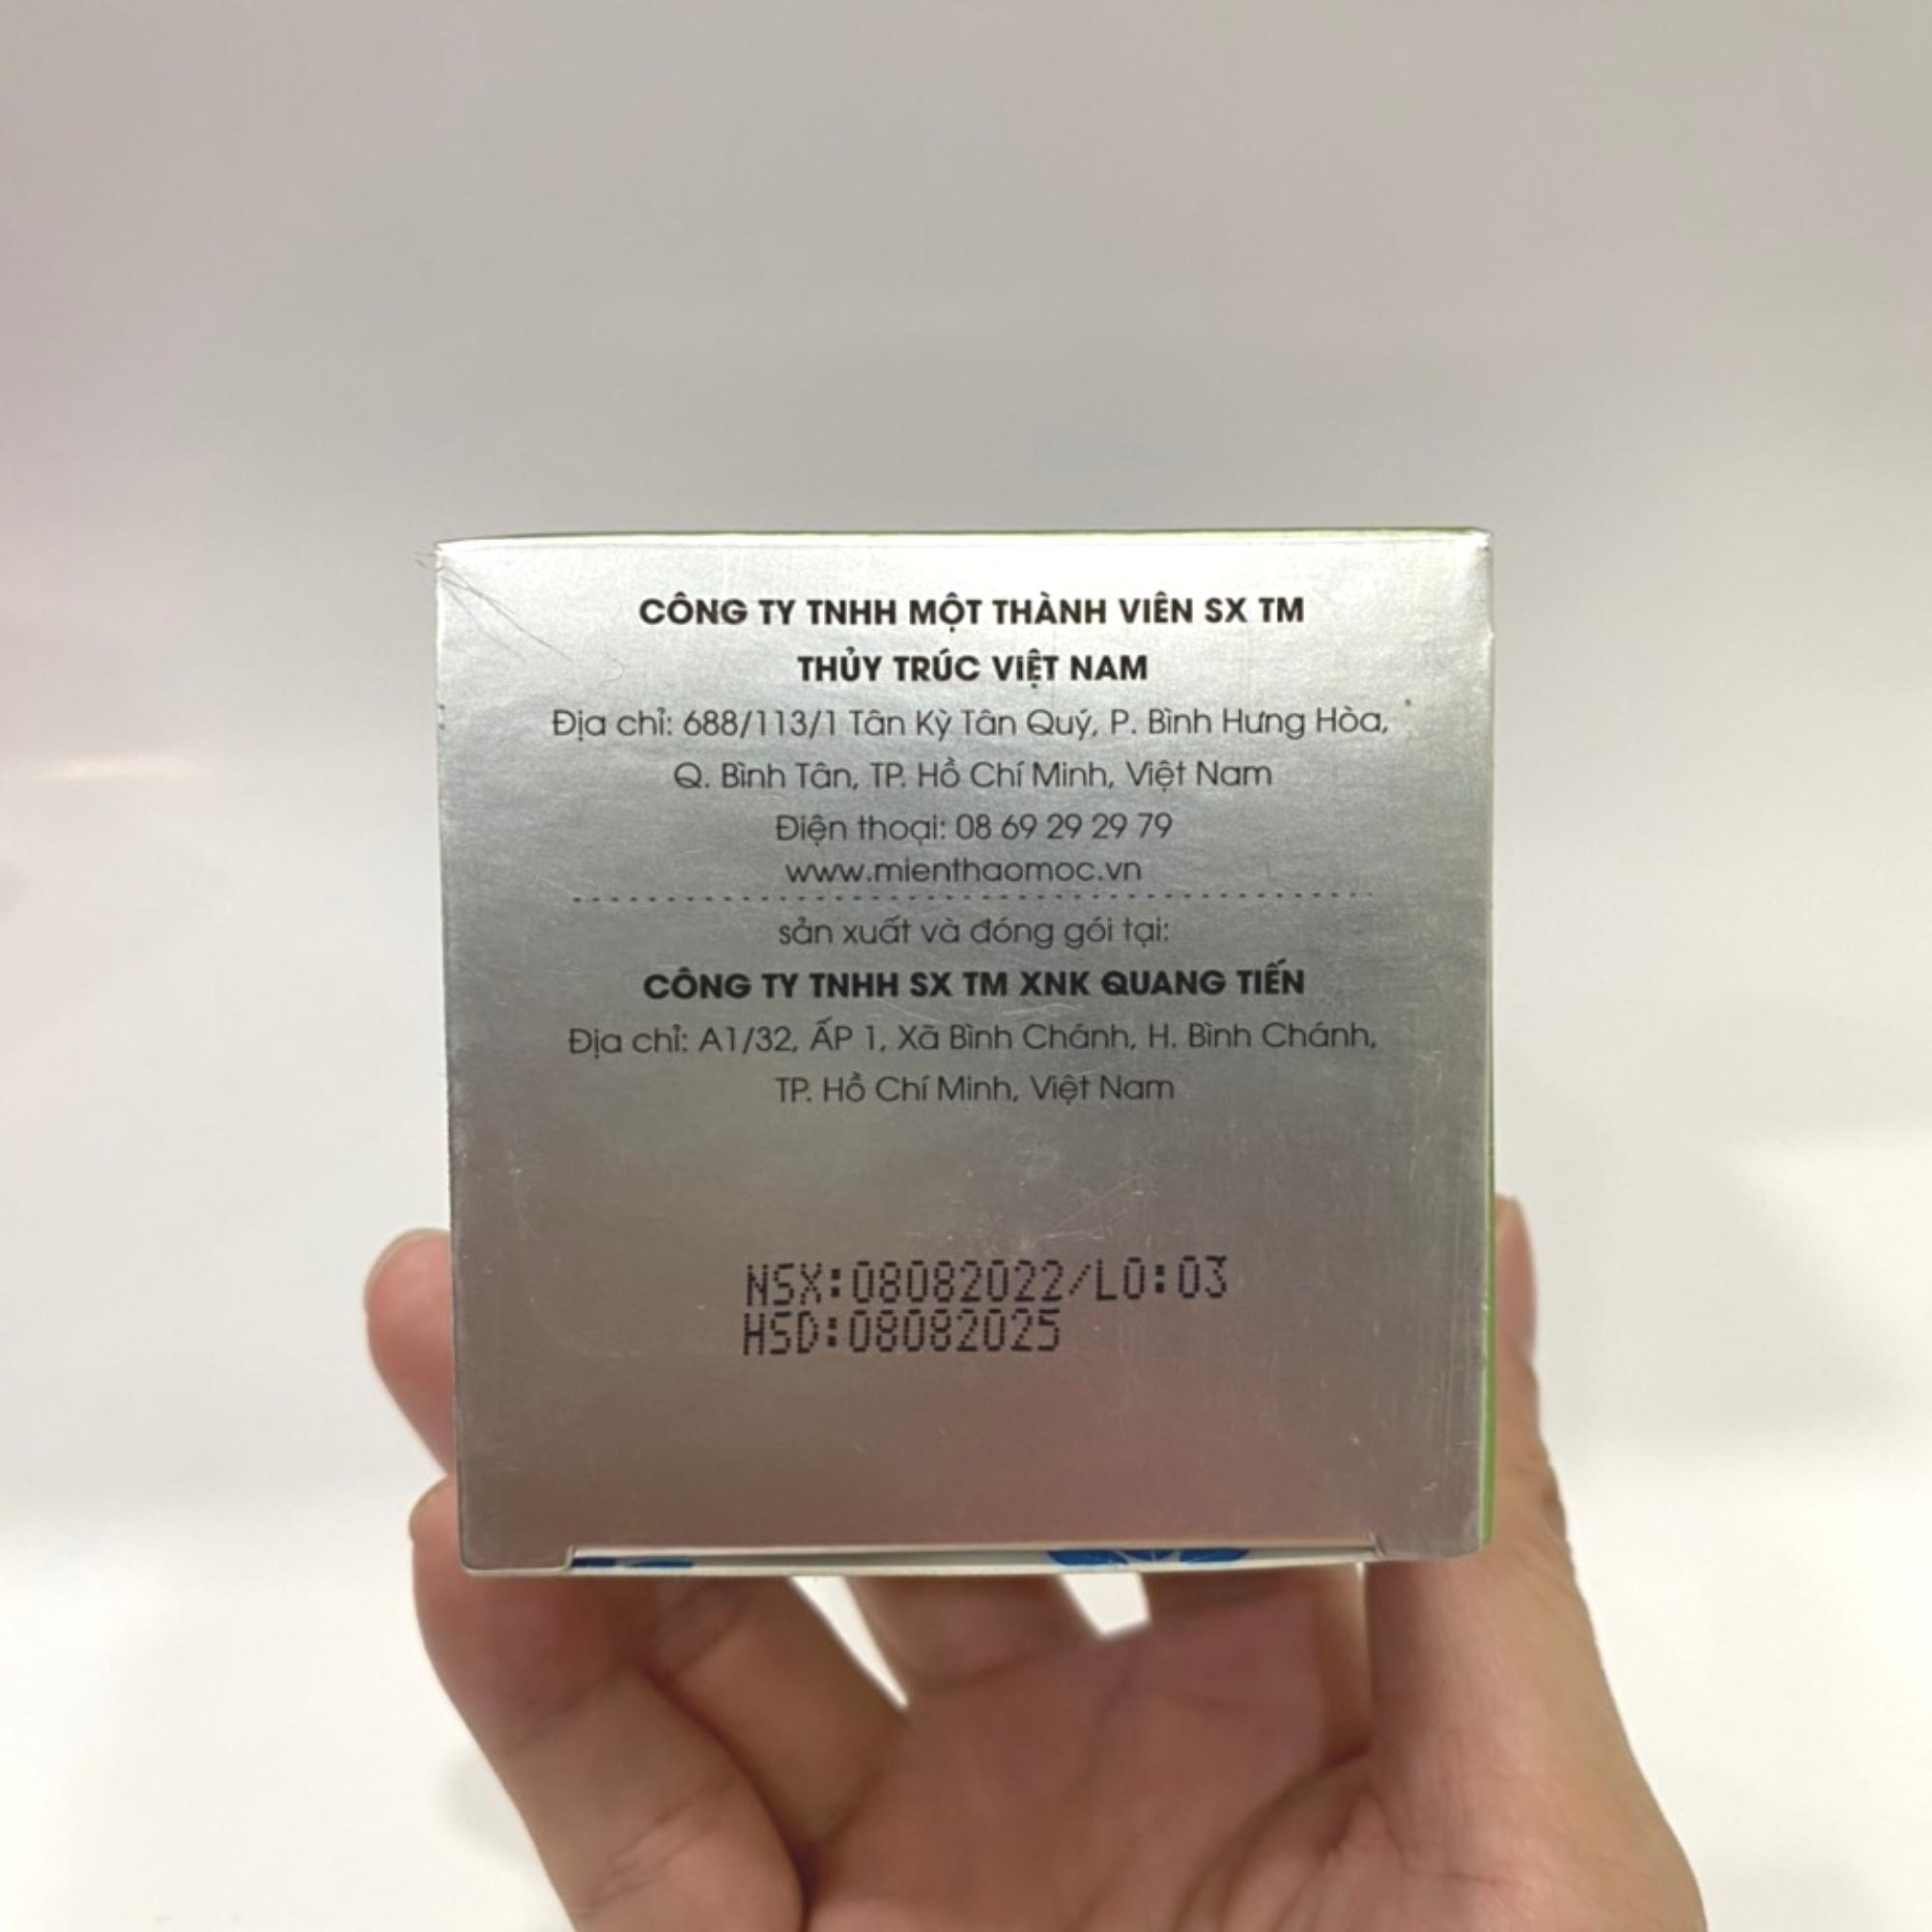 CÔNG TY TNHH MỘT THÀNH VIÊN SX TM
THỦY TRÚC VIỆT NAM
Địa chỉ: 688/113/1 Tân Kỳ Tân Quý, P. Bình Hưng Hòa,
Q. Bình Tân, TP. Hồ Chí Minh, Việt Nam
Điện thoại: 08 69 29 29 79
www.mienthaomoc.vn
sản xuất và đóng gói tại:
CÔNG TY TNHH SX TM XNK QUANG TIẾN
Địa chỉ: A1/32, ẤP 1, Xã Bình Chánh, H. Bình Chánh,
TP. Hồ Chí Minh, Việt Nam
NSX:08082022/LO:03
HSD:08082025